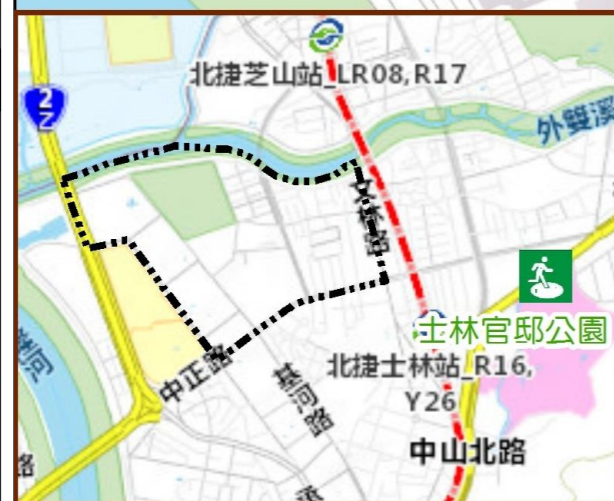 北捷芝山站_LR08,R17
2
乙
外雙溪
文林路
士林官邸公園
北捷士林站_R16,
Y26
中正路
基河路
中山北路
路